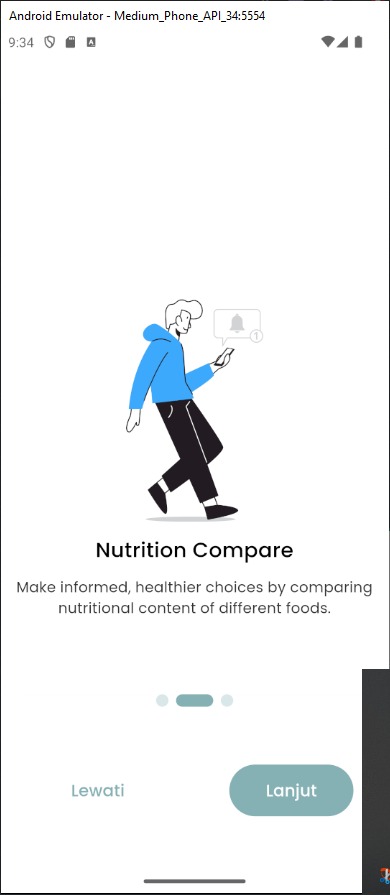 Android Emulator - Medium_Phone_API_34:5554
9:34
A
1
Nutrition Compare
Make informed, healthier choices by comparing
nutritional content of different foods.
Lewati
Lanjut